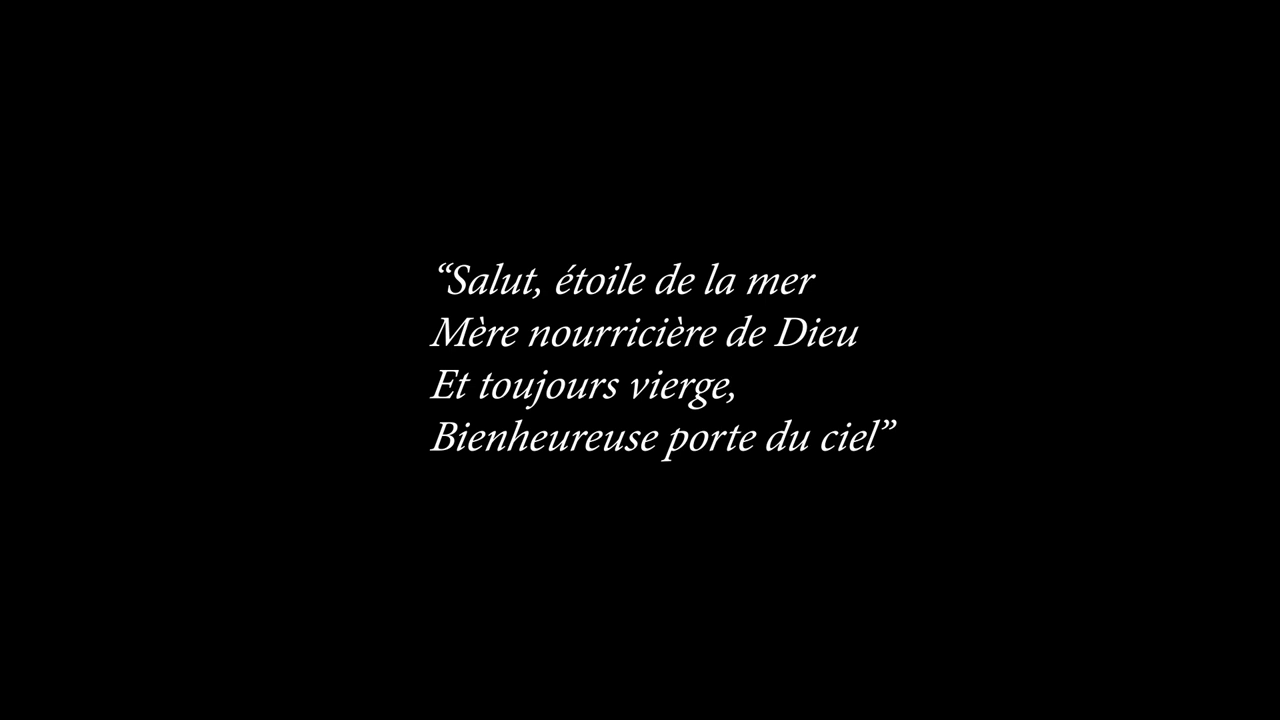 “Salut, étoile de la mer
Mère nourricière de Dieu
Et toujours vierge,
Bienheureuse porte du ciel”